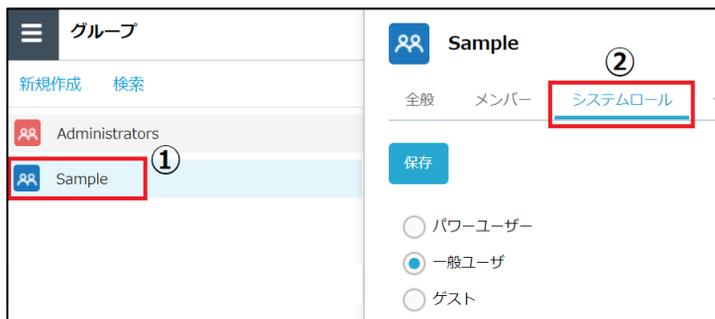 グループ
新規作成 検索
Administrators
①
Sample
Sample
②
全般 メンバー システムロール
保存
パワーユーザー
一般ユーザ
ゲスト